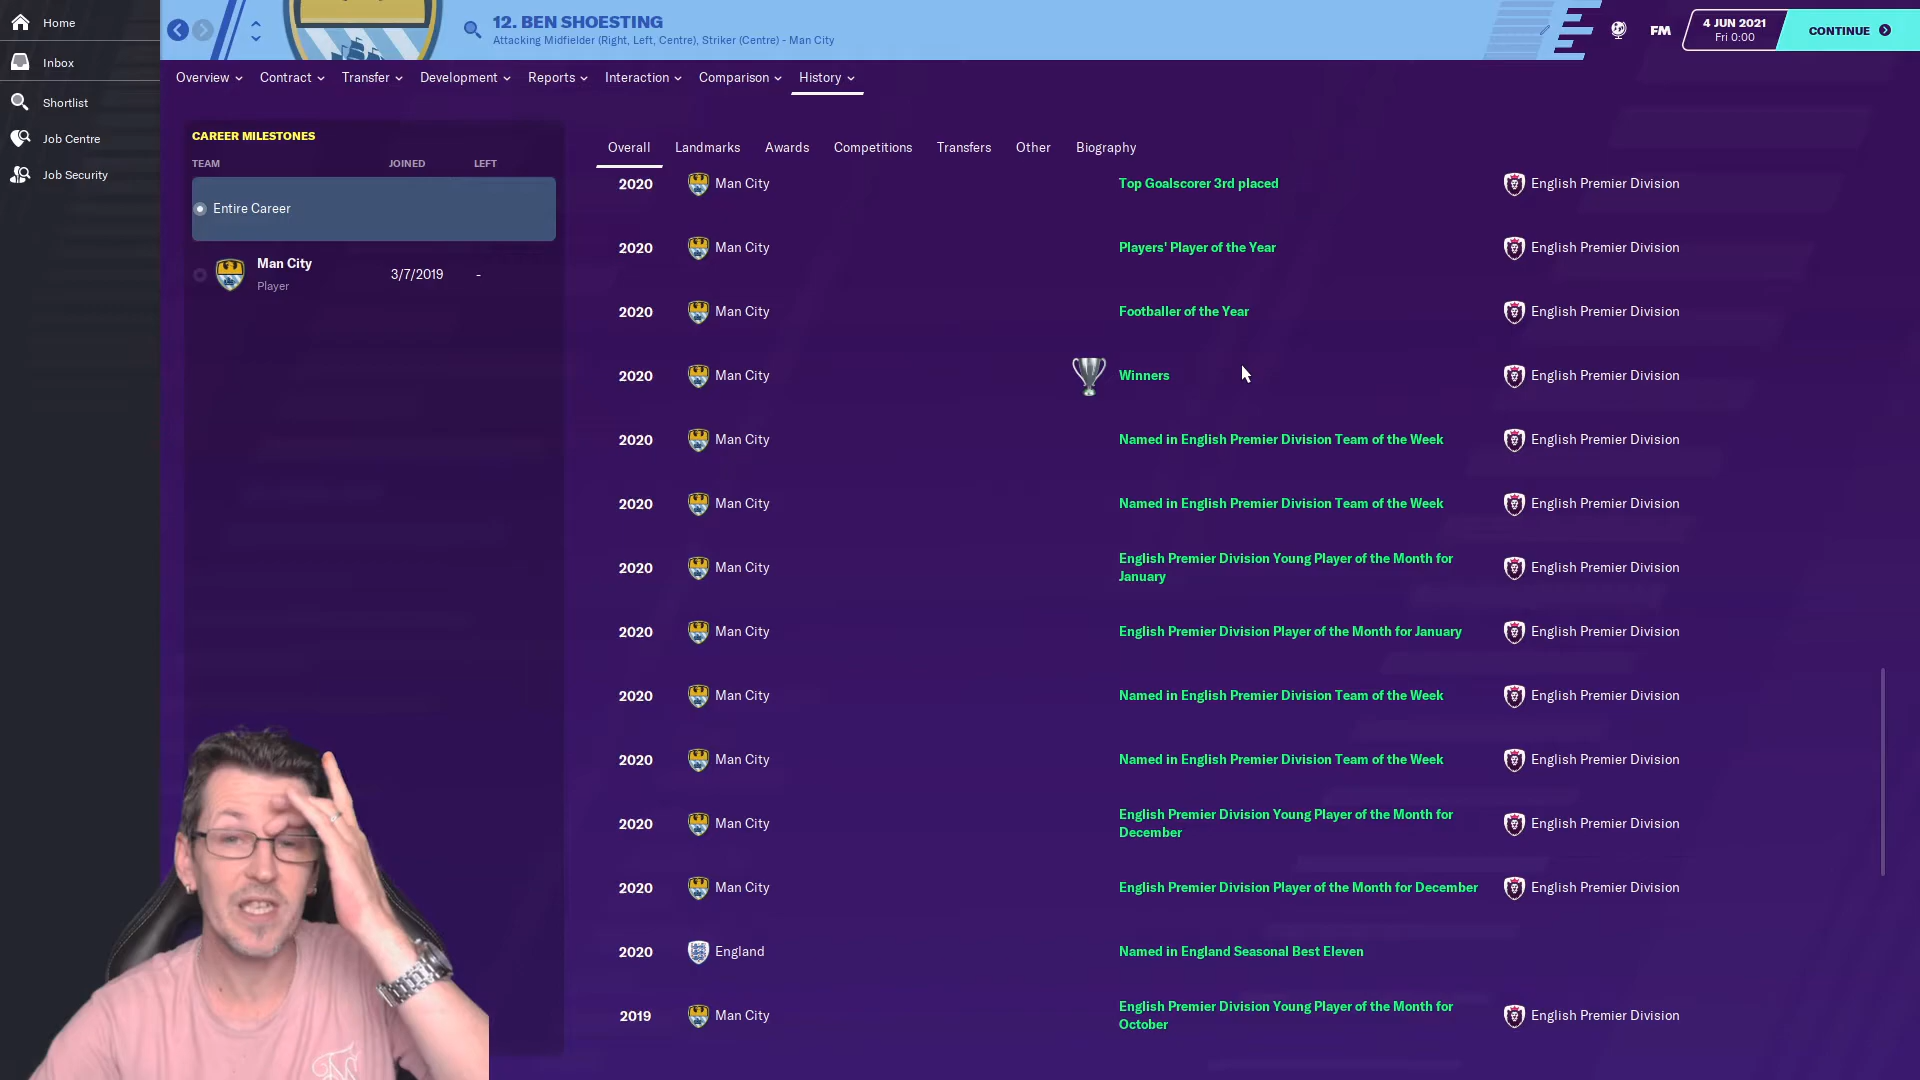 Home
Inbox
Shortlist
Job Centre
Job Security
12. BEN SHOESTING
Attacking Midfielder (Right, Left, Centre), Striker (Centre) - Man City
FM
4 JUN 2021
Fri 0:00
CONTINUE
Overview
Contract
Transfer
Development
Reports
Interaction
Comparison
History
CAREER MILESTONES
TEAM JOINED LEFT
Entire Career
Man City
Player
3/7/2019 -
Overall Landmarks Awards Competitions Transfers Other Biography
2020 Man City Top Goalscorer 3rd placed English Premier Division
2020 Man City Players' Player of the Year English Premier Division
2020 Man City Footballer of the Year English Premier Division
2020 Man City Winners English Premier Division
2020 Man City Named in English Premier Division Team of the Week English Premier Division
2020 Man City Named in English Premier Division Team of the Week English Premier Division
2020 Man City English Premier Division Young Player of the Month for
January English Premier Division
2020 Man City English Premier Division Player of the Month for January English Premier Division
2020 Man City Named in English Premier Division Team of the Week English Premier Division
2020 Man City Named in English Premier Division Team of the Week English Premier Division
2020 Man City English Premier Division Young Player of the Month for
December English Premier Division
2020 Man City English Premier Division Player of the Month for December English Premier Division
2020 England Named in England Seasonal Best Eleven
2019 Man City English Premier Division Young Player of the Month for
October English Premier Division